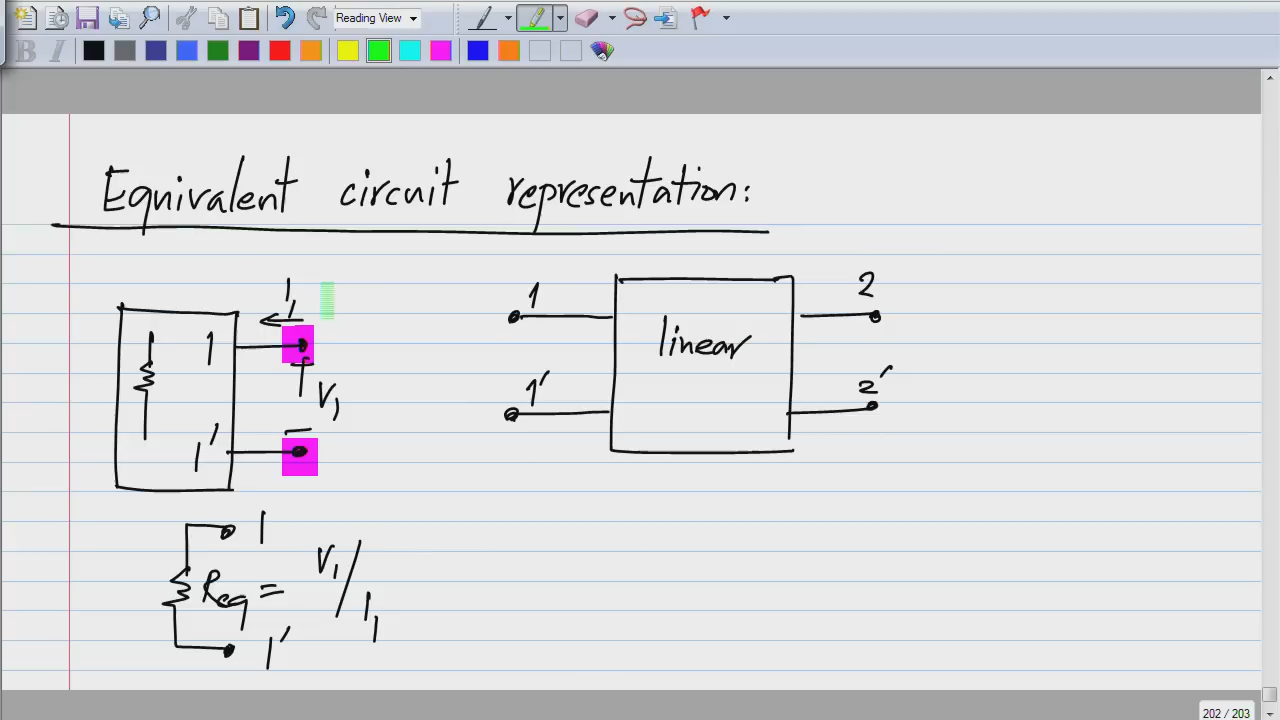 Reading View
B I
Equivalent circuit representation:
I₁
1
V₁
1'
1
Req = V₁/I₁
1'
1
2
linear
1'
2'
202 / 203